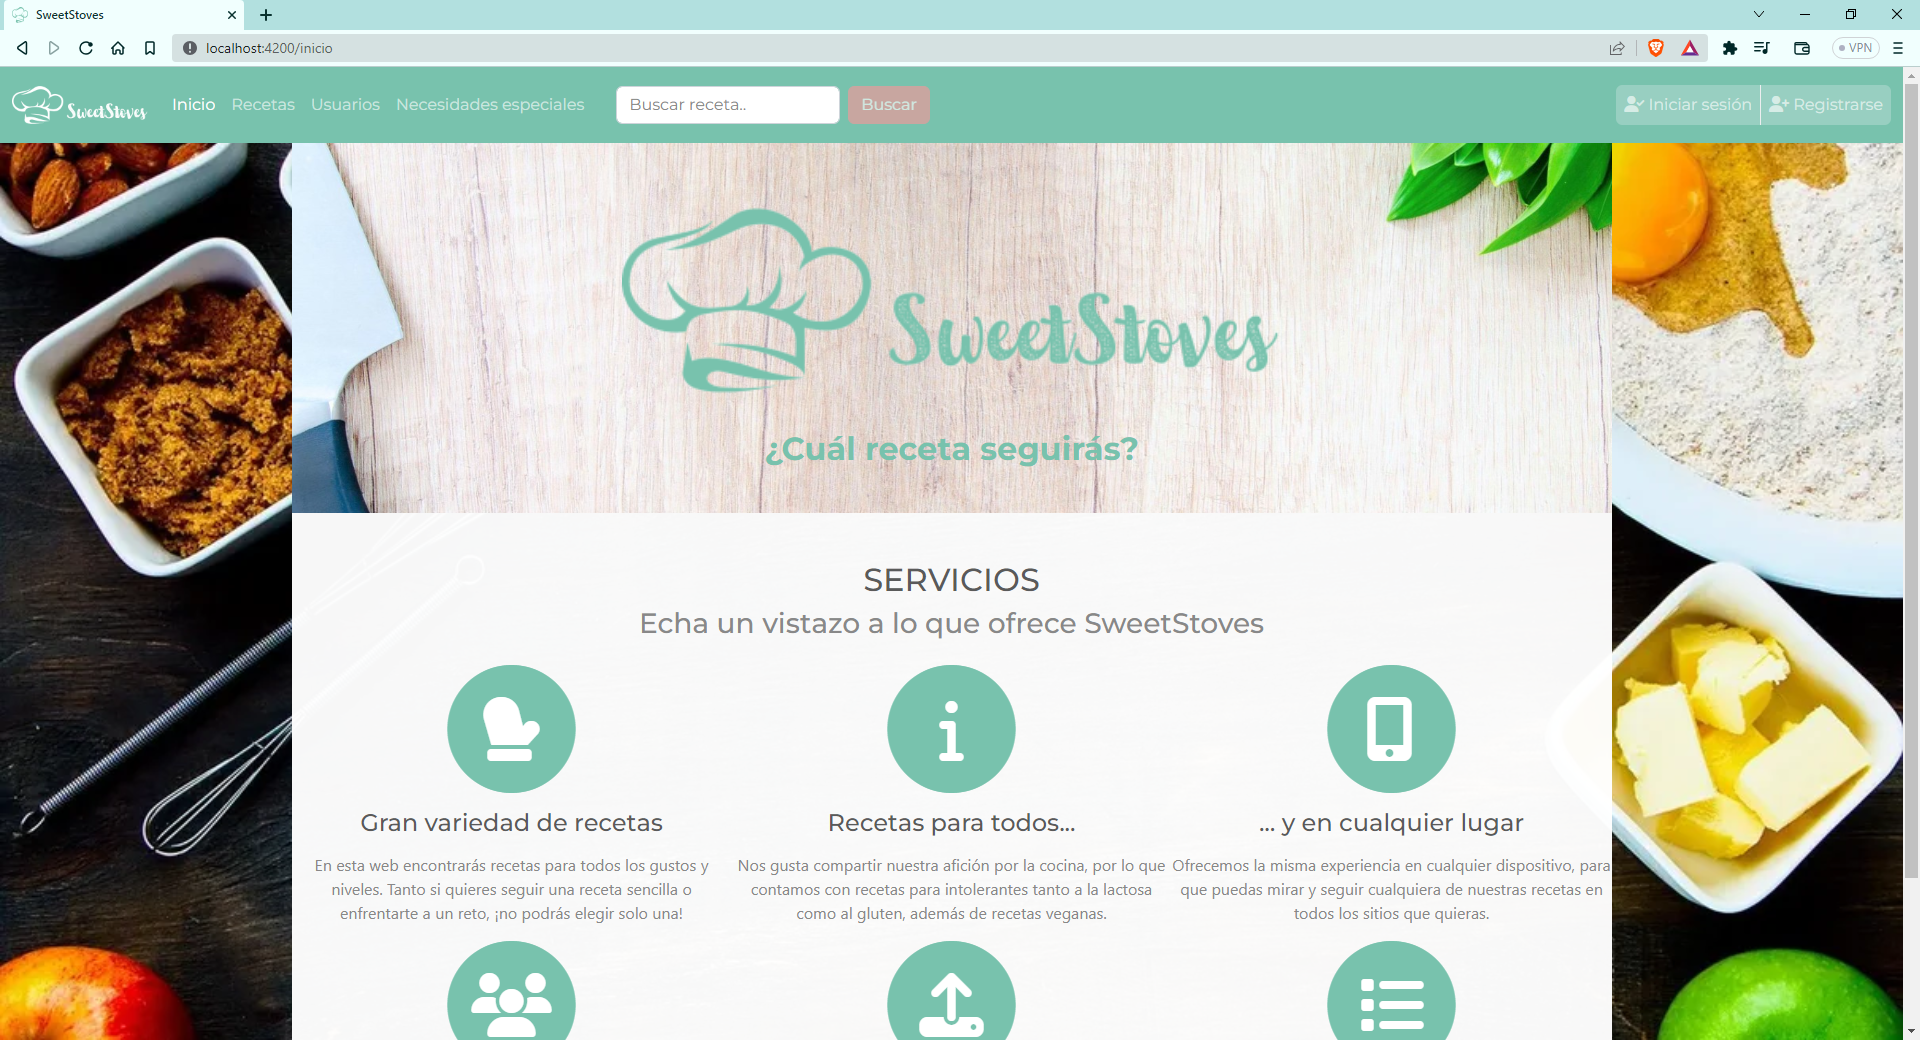 SweetStoves
localhost:4200/inicio
VPN
SweetStoves
Inicio Recetas Usuarios Necesidades especiales
Buscar receta..
Buscar
Iniciar sesión
Registrarse
SweetStoves
¿Cuál receta seguirás?
SERVICIOS
Echa un vistazo a lo que ofrece SweetStoves
Gran variedad de recetas
En esta web encontrarás recetas para todos los gustos y
niveles. Tanto si quieres seguir una receta sencilla o
enfrentarte a un reto, ¡no podrás elegir solo una!
Recetas para todos...
Nos gusta compartir nuestra afición por la cocina, por lo que
contamos con recetas para intolerantes tanto a la lactosa
como al gluten, además de recetas veganas.
... y en cualquier lugar
Ofrecemos la misma experiencia en cualquier dispositivo, para
que puedas mirar y seguir cualquiera de nuestras recetas en
todos los sitios que quieras.